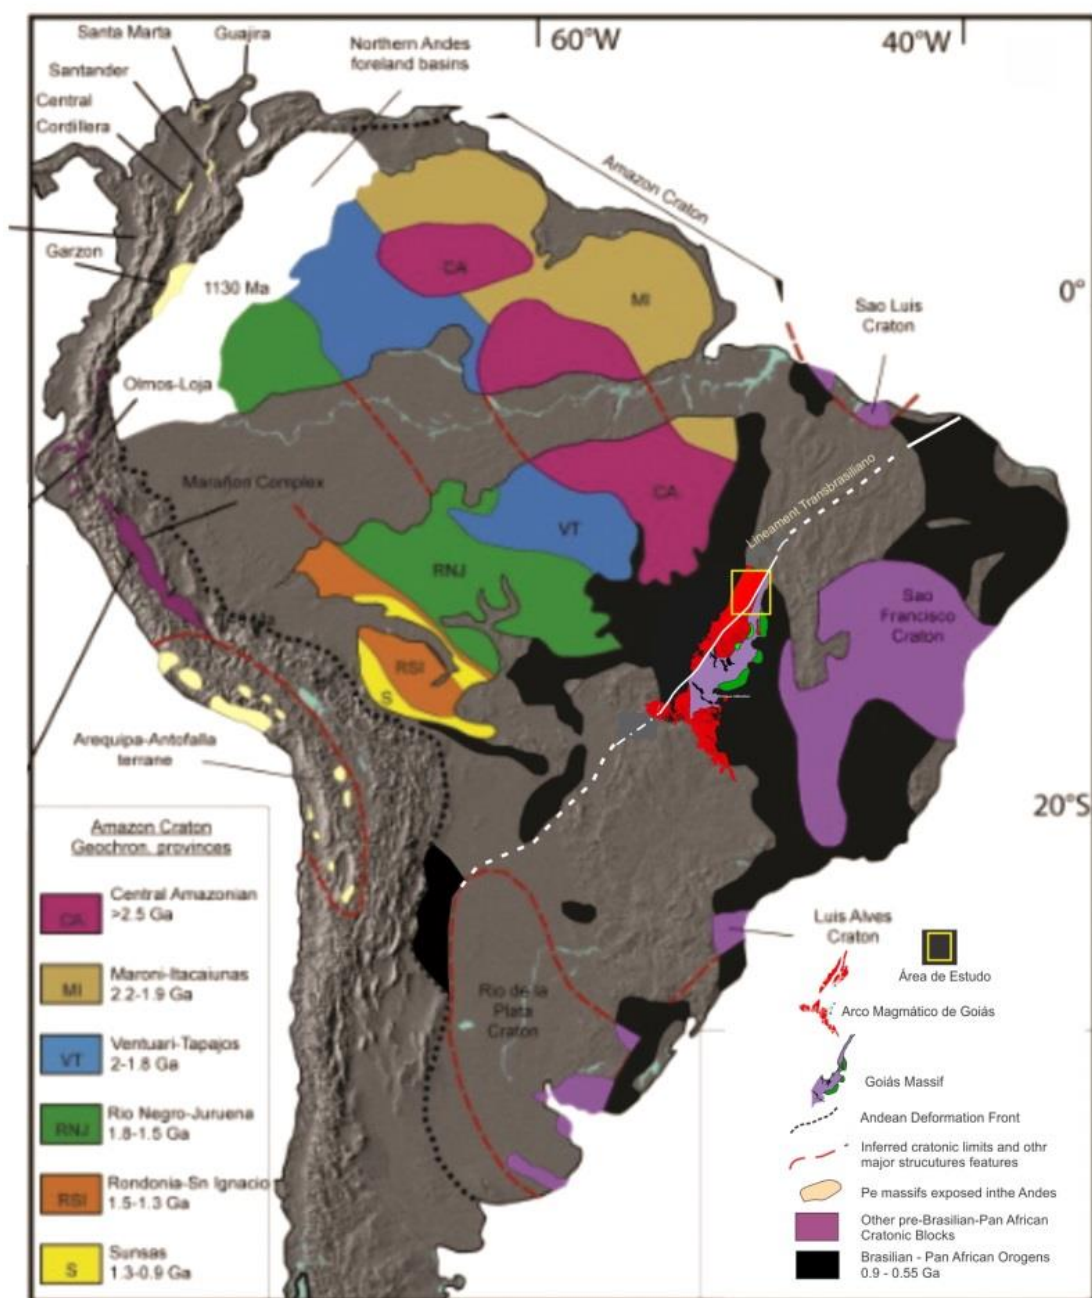 Santa Marta
Guajira
Santander
Central
Cordillera
Northern Andes
foreland basins
60°W
40°W
Amazon Craton
Garzon
1130 Ma
CA
MI
0°
Sao Luis
Craton
Olmos-Loja
Marañon Complex
CA
VT
RNJ
Lineament Transbrasiliano
Sao
Francisco
Craton
RSI
S
Arequipa-Antofalla
terrane
20°S
Amazon Craton
Geochron. provinces
CA
Central Amazonian
>2.5 Ga
MI
Maroni-Itacaiunas
2.2-1.9 Ga
VT
Ventuari-Tapajos
2-1.8 Ga
RNJ
Rio Negro-Juruena
1.8-1.5 Ga
RSI
Rondonia-Sn Ignacio
1.5-1.3 Ga
S
Sunsas
1.3-0.9 Ga
Rio de la
Plata
Craton
Luis Alves
Craton
Área de Estudo
Arco Magmático de Goiás
Goiás Massif
Andean Deformation Front
Inferred cratonic limits and othr
major strucutures features
Pe massifs exposed inthe Andes
Other pre-Brasilian-Pan African
Cratonic Blocks
Brasilian - Pan African Orogens
0.9 - 0.55 Ga